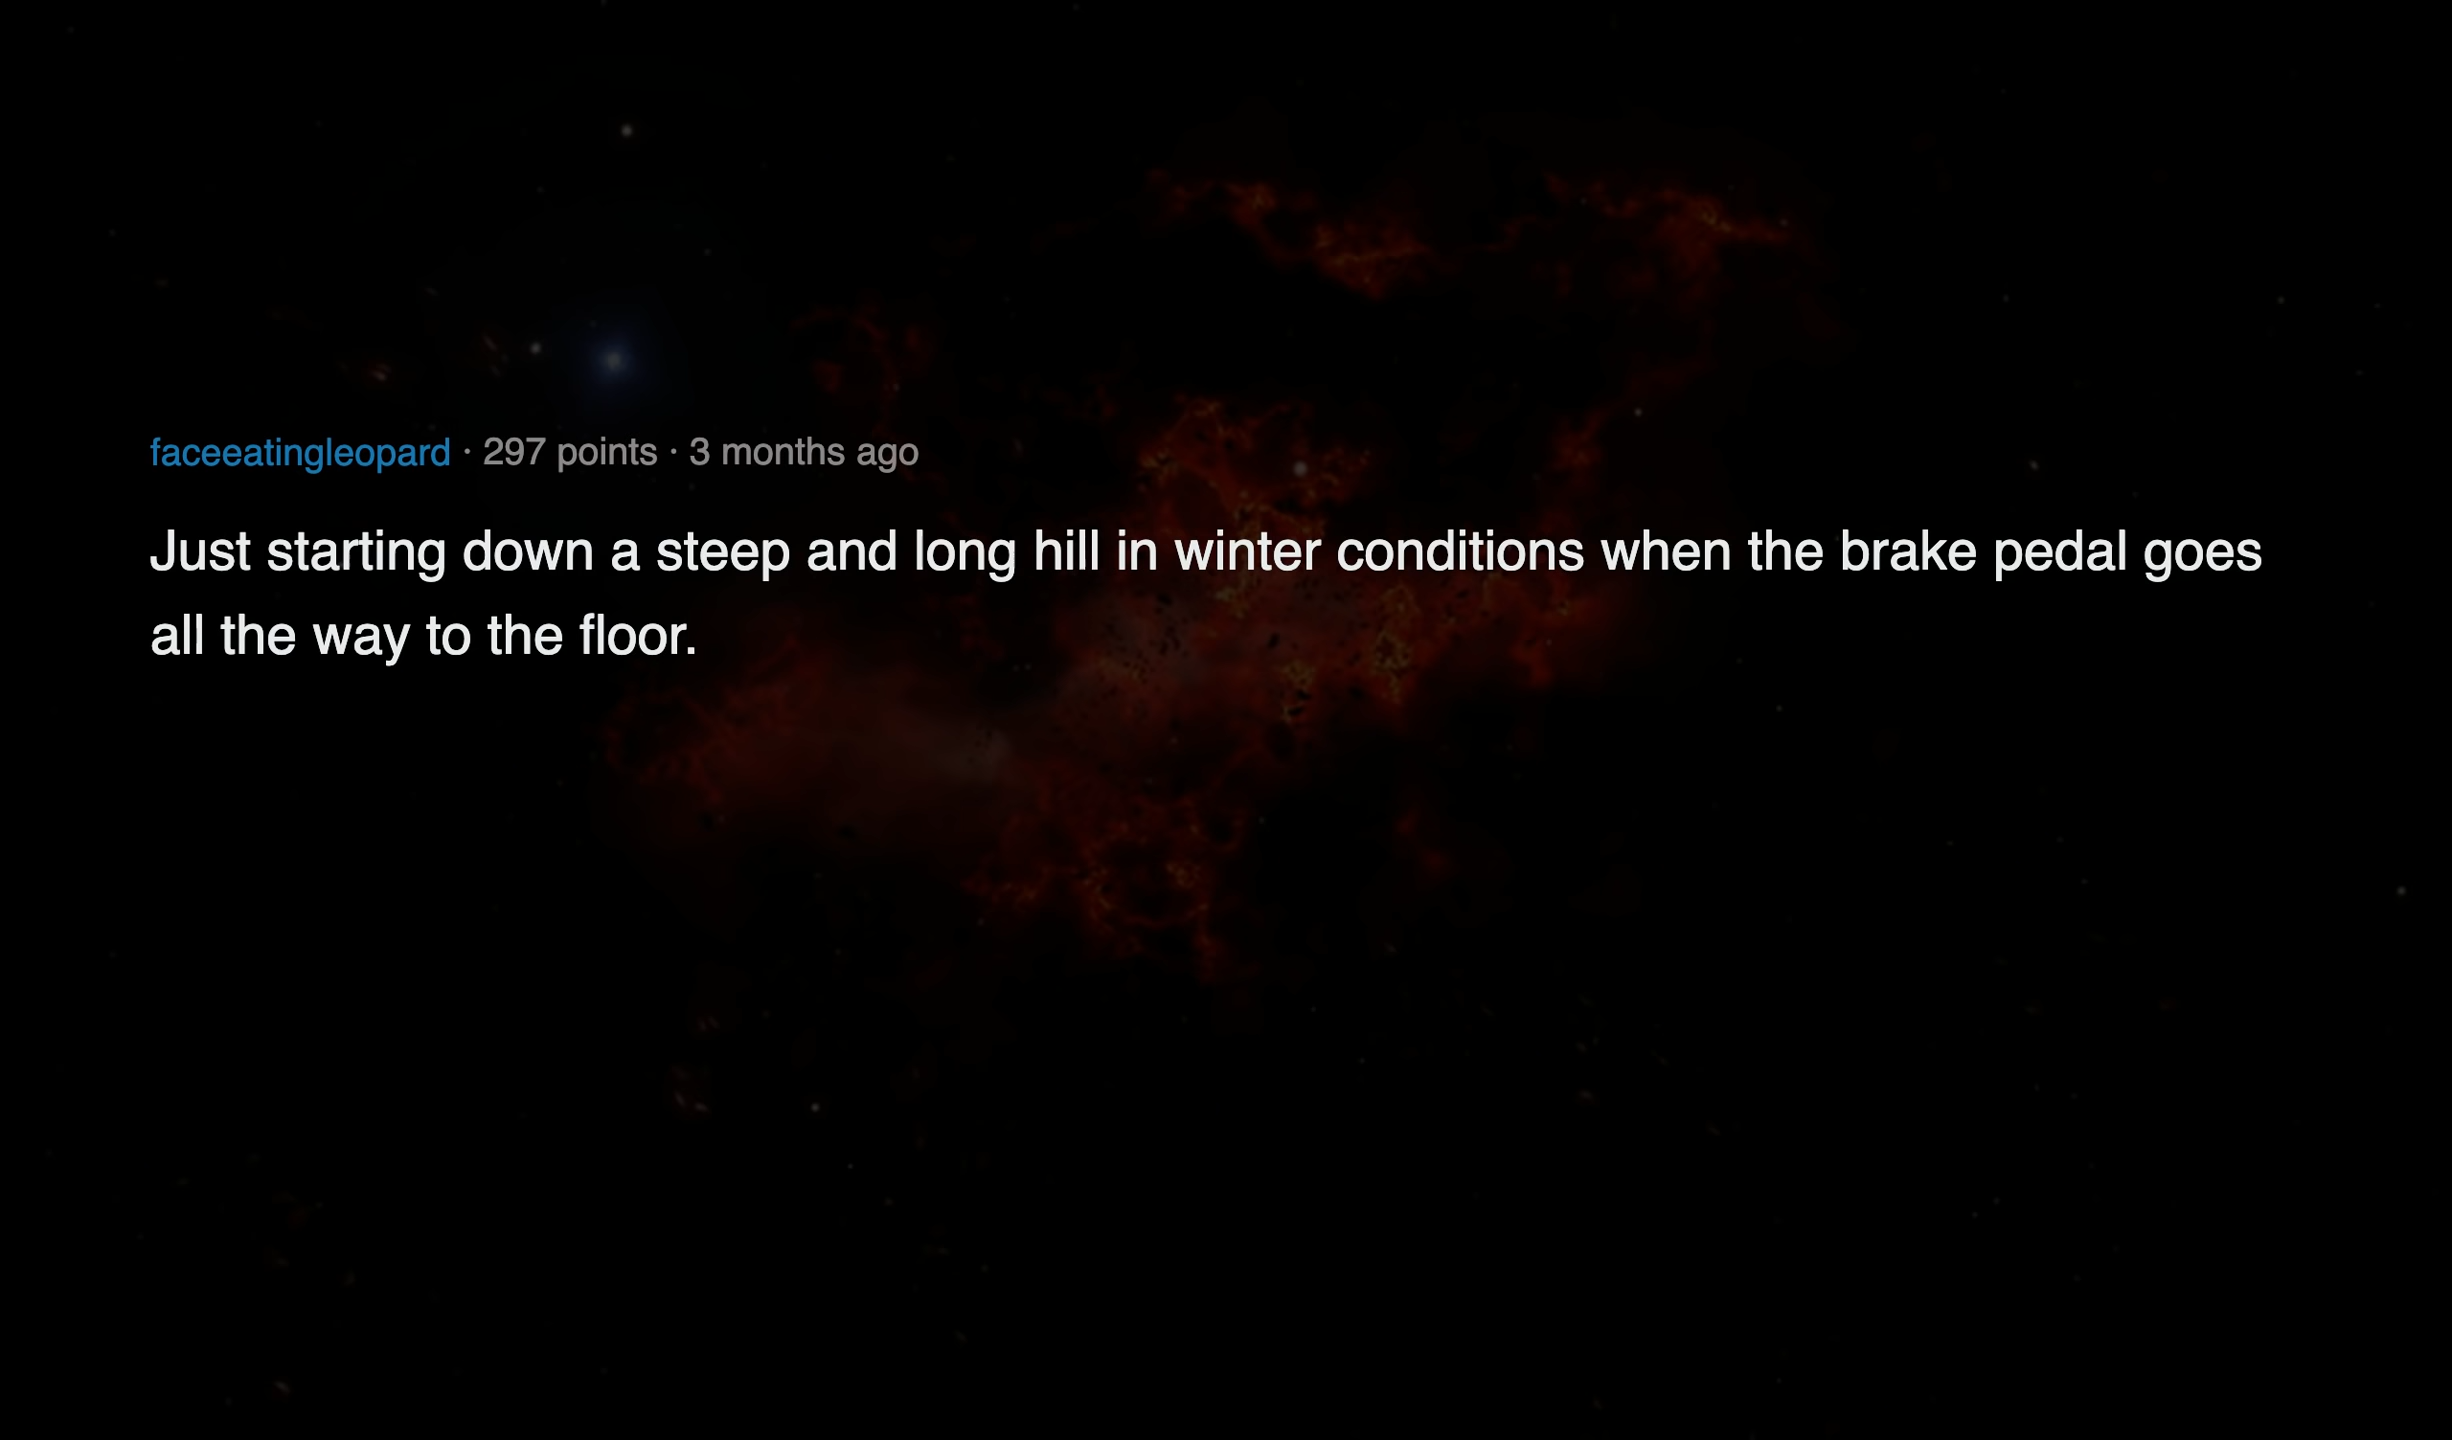 faceeatingleopard · 297 points · 3 months ago
Just starting down a steep and long hill in winter conditions when the brake pedal goes
all the way to the floor.